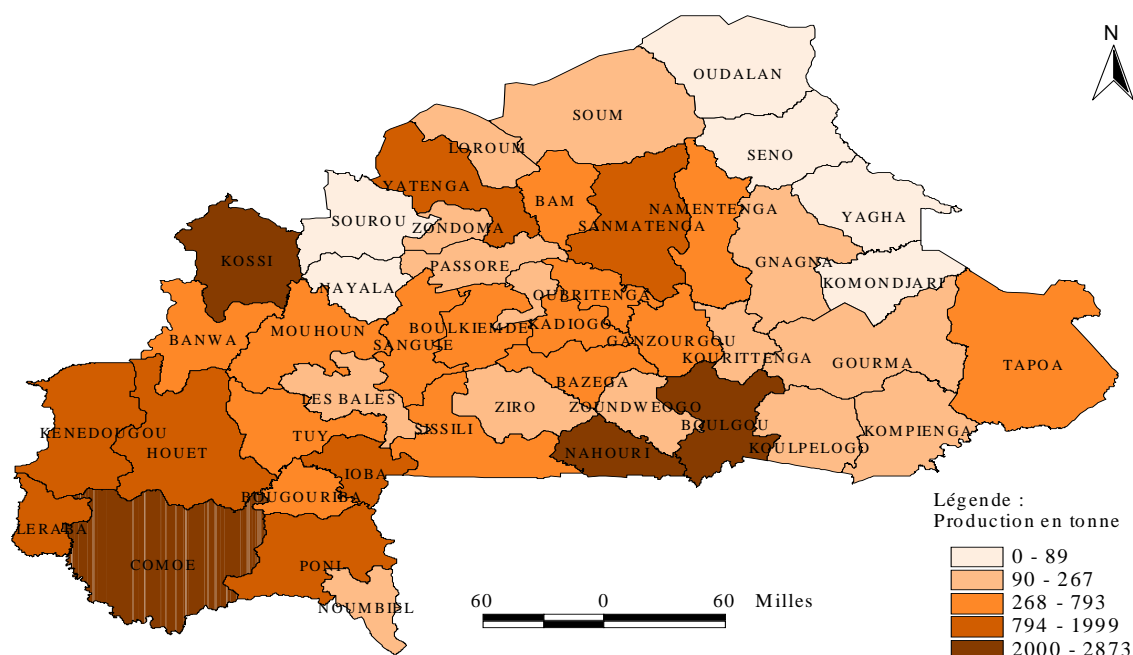 N
OUDALAN
SOUM
SENO
LOROUM
YATENGA
BAM
NAMENTENGA
SANMATENGA
YAGHA
SOUROU
ZONDOMA
KOSSI
PASSORE
GNAGNA
NAYALA
OUBRITENGA
KOMONDJARI
MOUHOUN
BOULKIEMDE
KADIOGO
BANWA
SANGUIE
GANZOURGOU
KOURITTENGA
GOURMA
TAPOA
BAZEGA
LES BALES
ZIRO
ZOUNDWEOGO
SISSILI
BOULGOU
KENEDOUGOU
TUY
KOMPIENGA
HOUET
NAHOURI
KOULPELOGO
IOBA
BOUGOURIBA
LERABA
COMOE
PONI
NOUMBIEL
60 0 60 Milles
Légende :
Production en tonne
0 - 89
90 - 267
268 - 793
794 - 1999
2000 - 2873